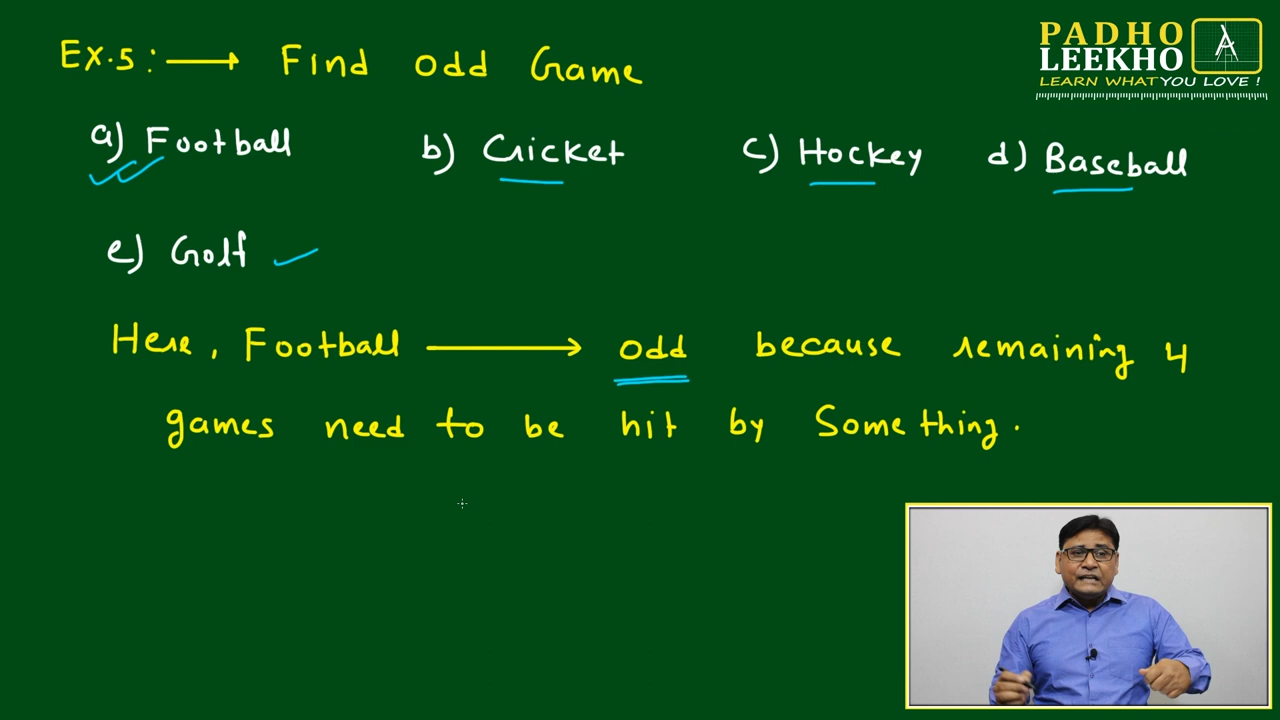 PADHO
LEEKHO
LEARN WHAT YOU LOVE !
Ex.5: → Find odd Game
a) Football b) Cricket c) Hockey d) Baseball
e) Golf
Here, Football → odd because remaining 4
games need to be hit by Something.